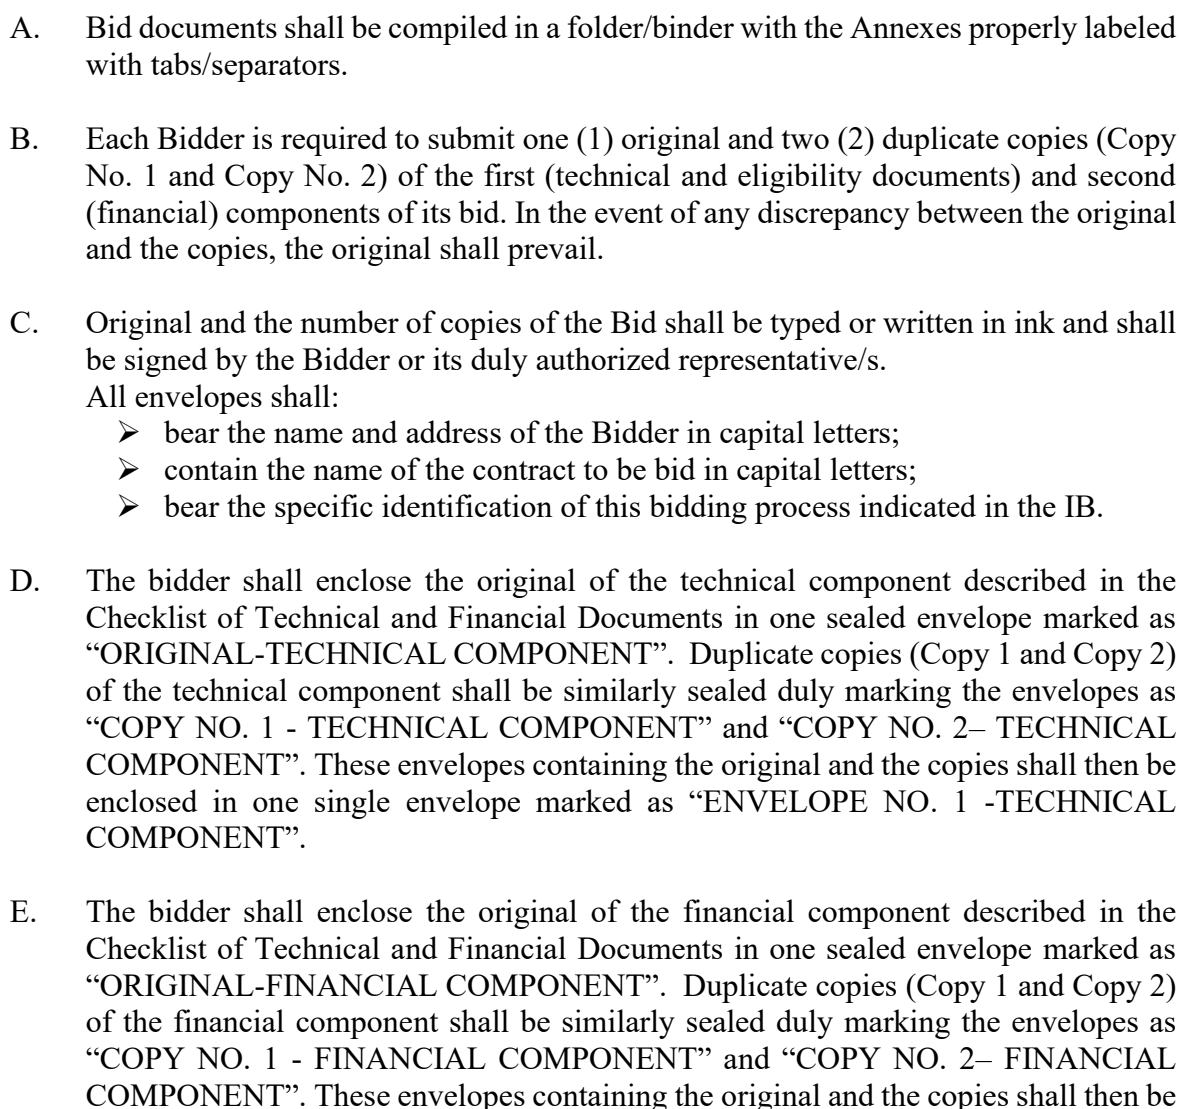 A. Bid documents shall be compiled in a folder/binder with the Annexes properly labeled
with tabs/separators.
B. Each Bidder is required to submit one (1) original and two (2) duplicate copies (Copy
No. 1 and Copy No. 2) of the first (technical and eligibility documents) and second
(financial) components of its bid. In the event of any discrepancy between the original
and the copies, the original shall prevail.
C. Original and the number of copies of the Bid shall be typed or written in ink and shall
be signed by the Bidder or its duly authorized representative/s.
All envelopes shall:
➢ bear the name and address of the Bidder in capital letters;
➢ contain the name of the contract to be bid in capital letters;
➢ bear the specific identification of this bidding process indicated in the IB.
D. The bidder shall enclose the original of the technical component described in the
Checklist of Technical and Financial Documents in one sealed envelope marked as
“ORIGINAL-TECHNICAL COMPONENT”. Duplicate copies (Copy 1 and Copy 2)
of the technical component shall be similarly sealed duly marking the envelopes as
“COPY NO. 1 - TECHNICAL COMPONENT” and “COPY NO. 2– TECHNICAL
COMPONENT”. These envelopes containing the original and the copies shall then be
enclosed in one single envelope marked as “ENVELOPE NO. 1 -TECHNICAL
COMPONENT”.
E. The bidder shall enclose the original of the financial component described in the
Checklist of Technical and Financial Documents in one sealed envelope marked as
“ORIGINAL-FINANCIAL COMPONENT”. Duplicate copies (Copy 1 and Copy 2)
of the financial component shall be similarly sealed duly marking the envelopes as
“COPY NO. 1 - FINANCIAL COMPONENT” and “COPY NO. 2– FINANCIAL
COMPONENT”. These envelopes containing the original and the copies shall then be